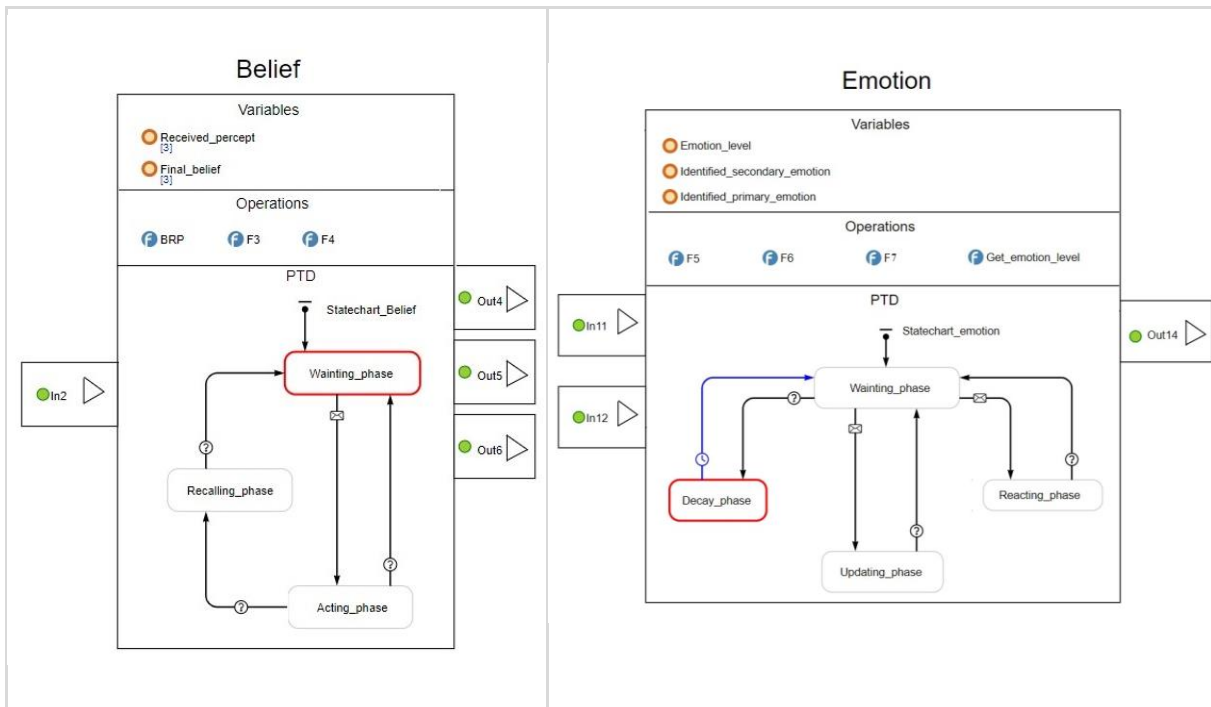 Belief
Variables
Received_percept
[3]
Final_belief
[3]
Operations
BRP F3 F4
PTD
Statechart_Belief
Wainting_phase
Recalling_phase
Acting_phase
In2
Out4
Out5
Out6
Emotion
Variables
Emotion_level
Identified_secondary_emotion
Identified_primary_emotion
Operations
F5 F6 F7 Get_emotion_level
PTD
Statechart_emotion
Wainting_phase
Decay_phase
Reacting_phase
Updating_phase
In11
In12
Out14